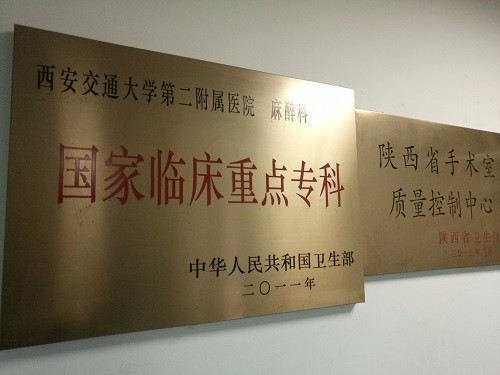 西安交通大学第二附属医院 麻醉科
国家临床重点专科
中华人民共和国卫生部
二〇一一年
陕西省手术室
质量控制中心
陕西省卫生